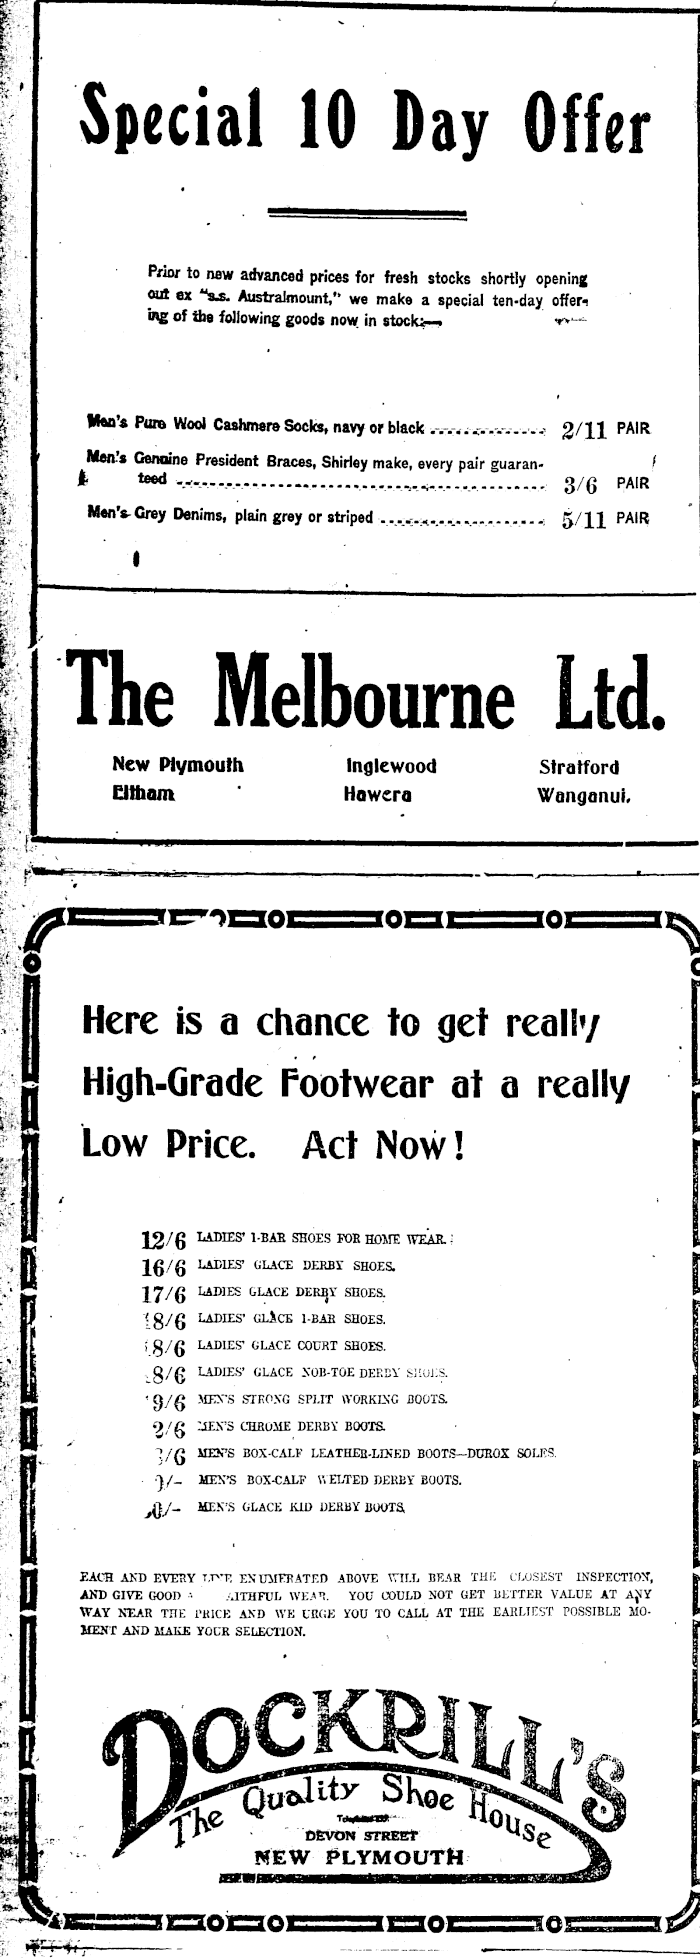 Special 10 Day Offer
Prior to new advanced prices for fresh stocks shortly opening
out ex "s.s. Australmount," we make a special ten-day offer-
ing of the following goods now in stock:—
Men's Pure Wool Cashmere Socks, navy or black ................ 2/11 PAIR
Men's Genuine President Braces, Shirley make, every pair guaran-
teed ................ 3/6 PAIR
Men's Grey Denims, plain grey or striped ................ 5/11 PAIR
The Melbourne Ltd.
New Plymouth Inglewood Stratford
Eltham Hawera Wanganui.
Here is a chance to get really
High-Grade Footwear at a really
Low Price. Act Now!
12/6 LADIES' 1-BAR SHOES FOR HOME WEAR.
16/6 LADIES' GLACE DERBY SHOES.
17/6 LADIES GLACE DERBY SHOES.
8/6 LADIES' GLACE 1-BAR SHOES.
8/6 LADIES' GLACE COURT SHOES.
8/6 LADIES' GLACE NOB-TOE DERBY SHOES.
9/6 MEN'S STRONG SPLIT WORKING BOOTS.
2/6 MEN'S CHROME DERBY BOOTS.
/6 MEN'S BOX-CALF LEATHER-LINED BOOTS—DUROX SOLES.
/- MEN'S BOX-CALF WELTED DERBY BOOTS.
0/- MEN'S GLACE KID DERBY BOOTS
EACH AND EVERY LINE ENUMERATED ABOVE WILL BEAR THE CLOSEST INSPECTION,
AND GIVE GOOD AITHFUL WEAR. YOU COULD NOT GET BETTER VALUE AT ANY
WAY NEAR THE PRICE AND WE URGE YOU TO CALL AT THE EARLIEST POSSIBLE MO-
MENT AND MAKE YOUR SELECTION.
DOCKRILL'S
The Quality Shoe House
DEVON STREET
NEW PLYMOUTH